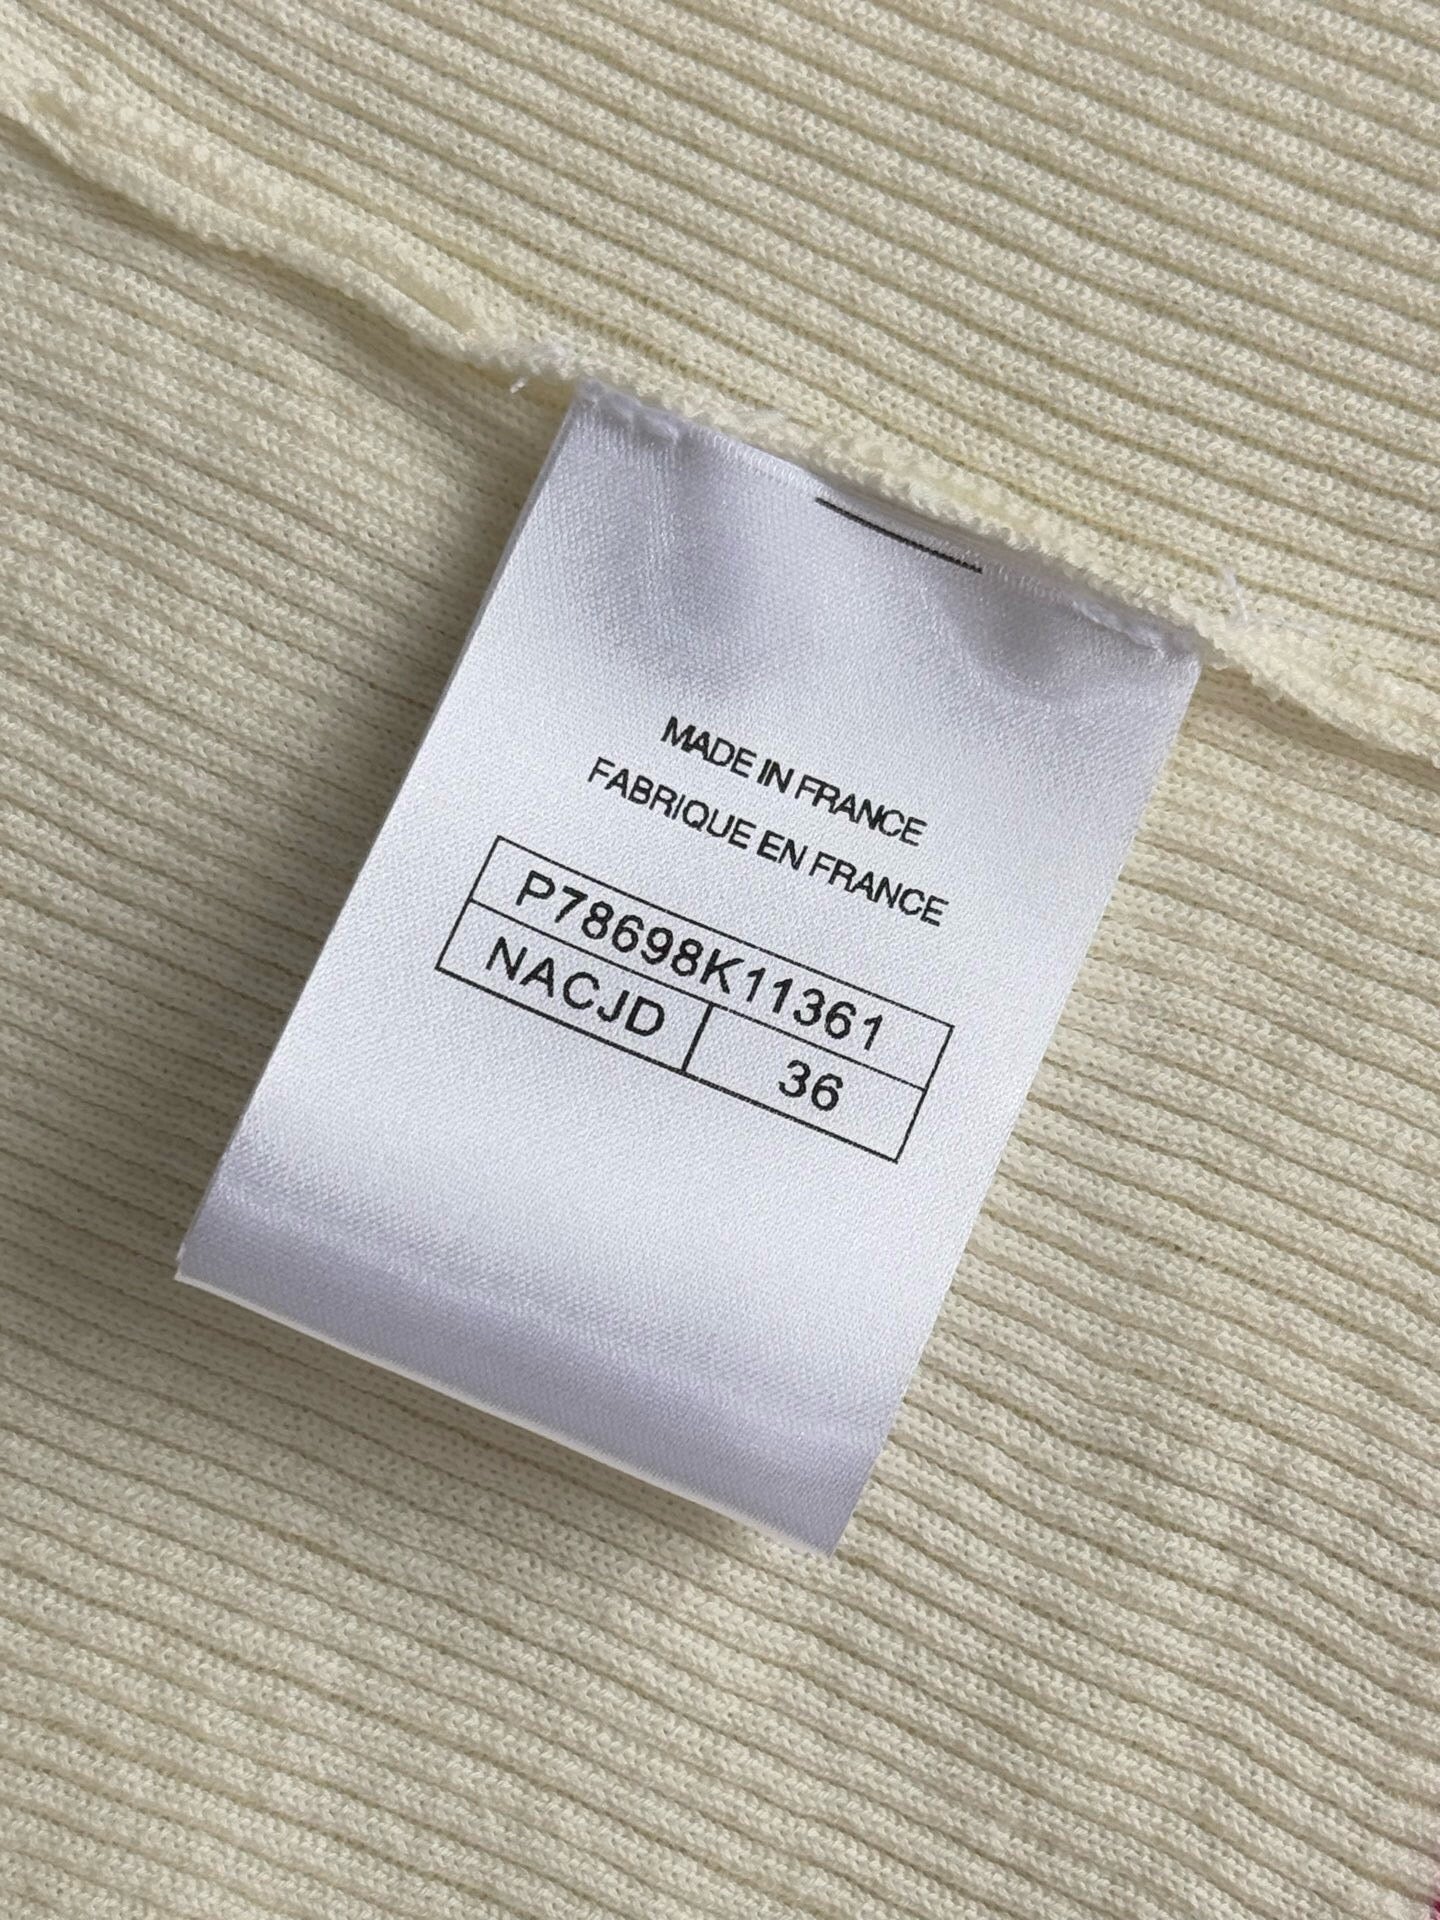 MADE IN FRANCE
FABRIQUE EN FRANCE
P78698K11361
NACJD 36